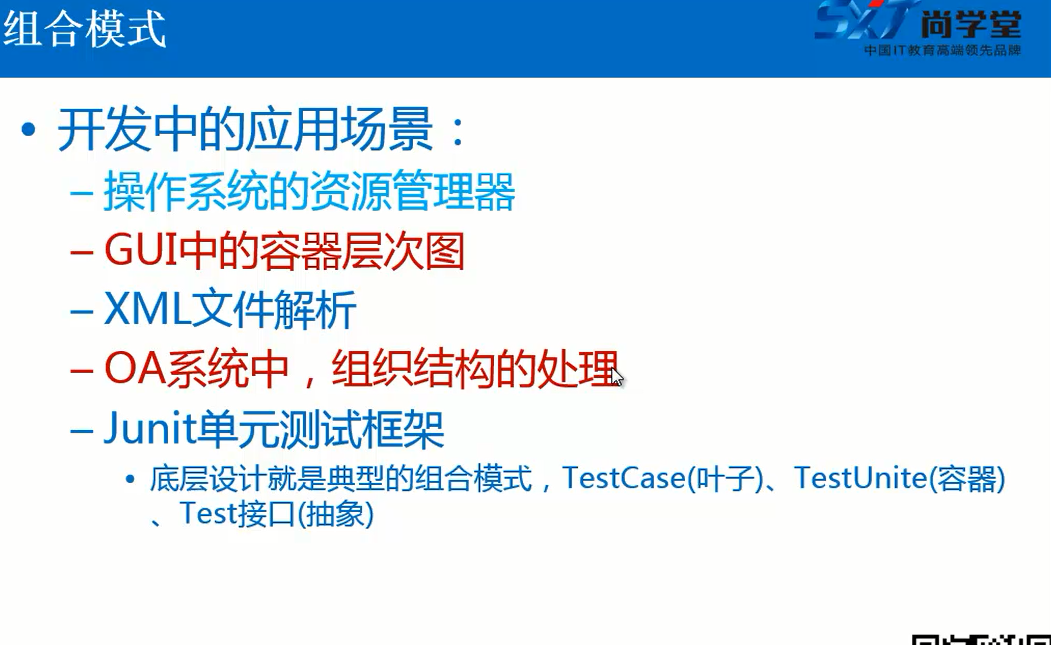 组合模式
SXT 尚学堂
中国IT教育高端领先品牌
• 开发中的应用场景：
– 操作系统的资源管理器
– GUI中的容器层次图
– XML文件解析
– OA系统中，组织结构的处理
– Junit单元测试框架
• 底层设计就是典型的组合模式，TestCase(叶子)、TestUnite(容器)
、Test接口(抽象)